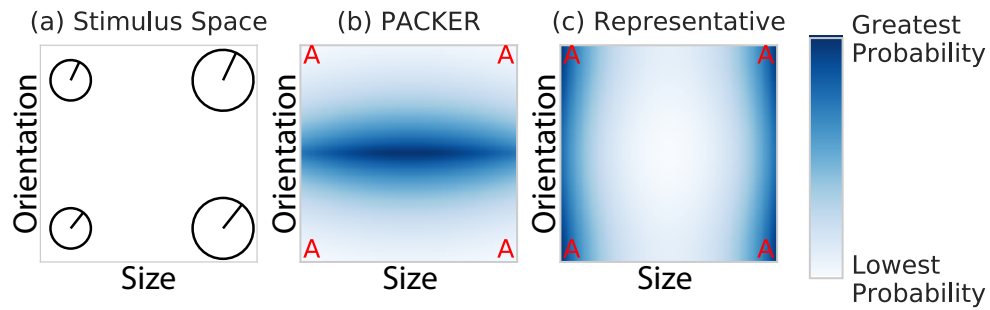 (a) Stimulus Space
(b) PACKER
(c) Representative
Greatest
Probability
Orientation
Orientation
A A
A A
Orientation
A A
A A
Lowest
Probability
Size
Size
Size